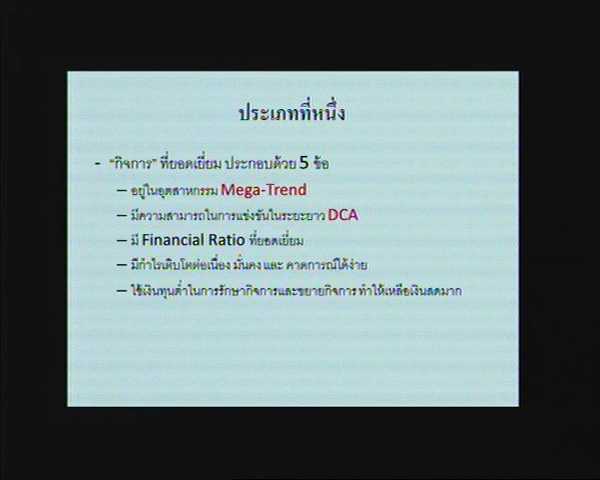 ประเภทที่หนึ่ง
- "กิจการ" ที่ยอดเยี่ยม ประกอบด้วย 5 ข้อ
– อยู่ในอุตสาหกรรม Mega-Trend
– มีความสามารถในการแข่งขันในระยะยาว DCA
– มี Financial Ratio ที่ยอดเยี่ยม
– มีกำไรเติบโตต่อเนื่อง มั่นคง และ คาดการณ์ได้ง่าย
– ใช้เงินทุนต่ำในการรักษากิจการและขยายกิจการ ทำให้เหลือเงินสดมาก